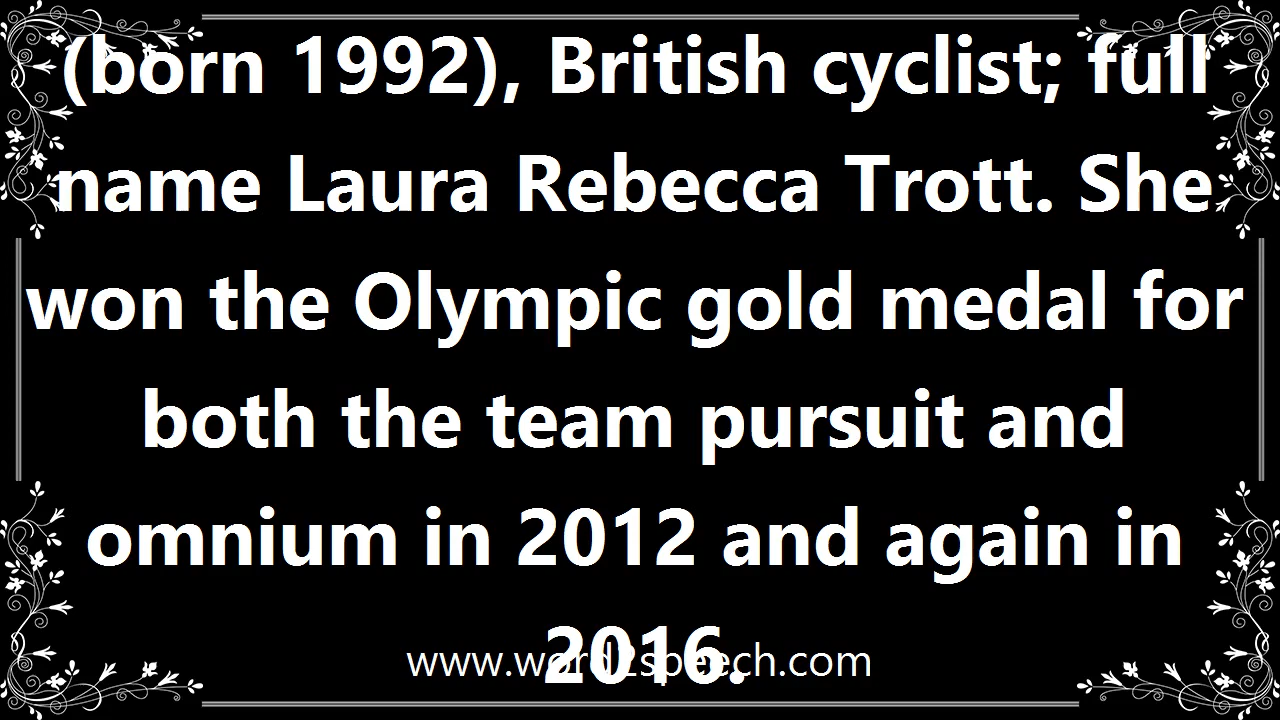 (born 1992), British cyclist; full
name Laura Rebecca Trott. She
won the Olympic gold medal for
both the team pursuit and
omnium in 2012 and again in
2016.
www.word2speech.com